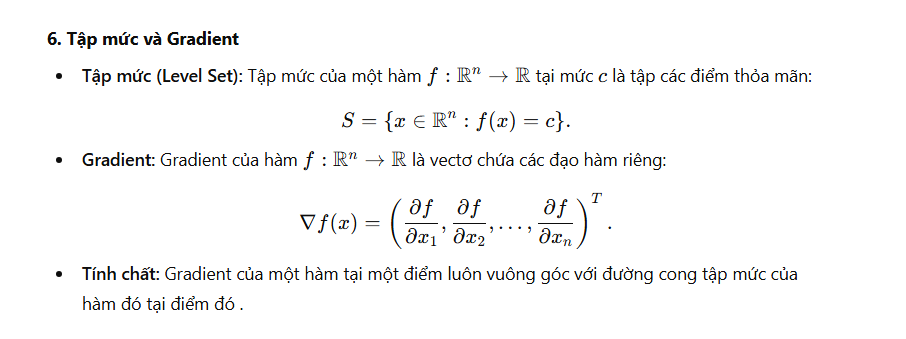 6. Tập mức và Gradient
• Tập mức (Level Set): Tập mức của một hàm f : ℝⁿ → ℝ tại mức c là tập các điểm thỏa mãn:
S = {x ∈ ℝⁿ : f(x) = c}.
• Gradient: Gradient của hàm f : ℝⁿ → ℝ là vectơ chứa các đạo hàm riêng:
∇f(x) = (∂f/∂x₁, ∂f/∂x₂, …, ∂f/∂xₙ)ᵀ.
• Tính chất: Gradient của một hàm tại một điểm luôn vuông góc với đường cong tập mức của
hàm đó tại điểm đó .